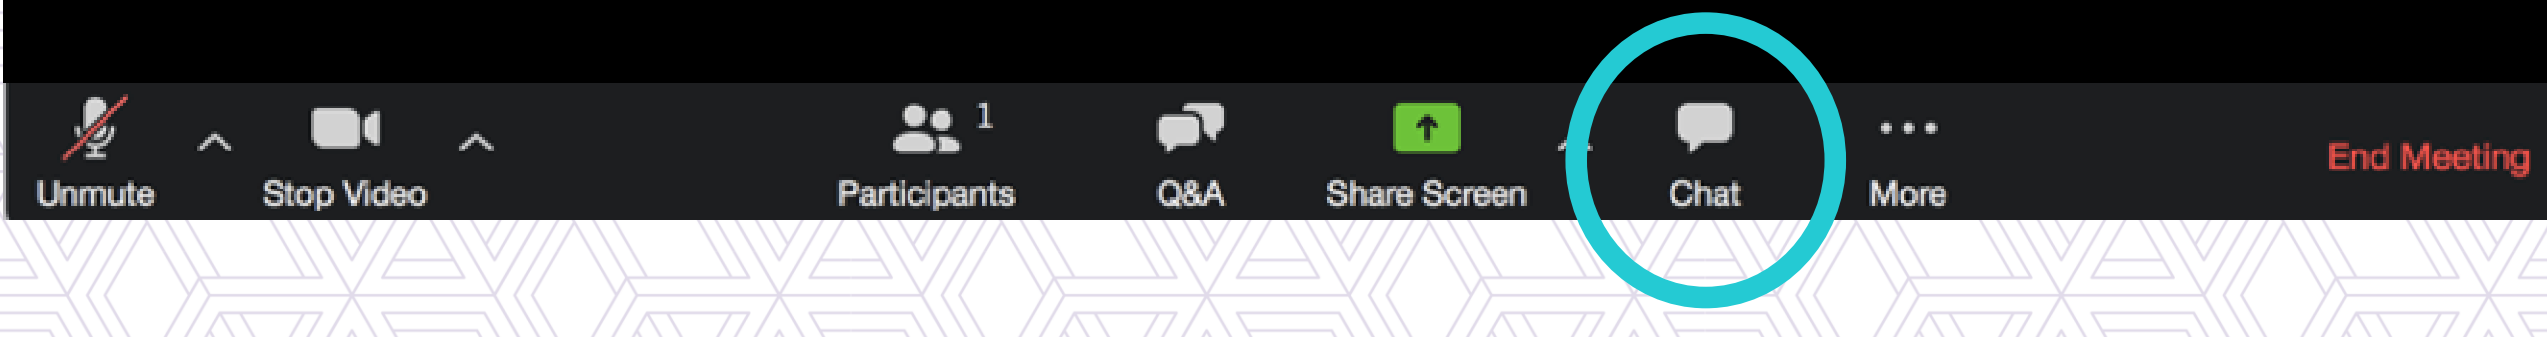 1
Unmute
Stop Video
Participants
Q&A
Share Screen
Chat
More
End Meeting